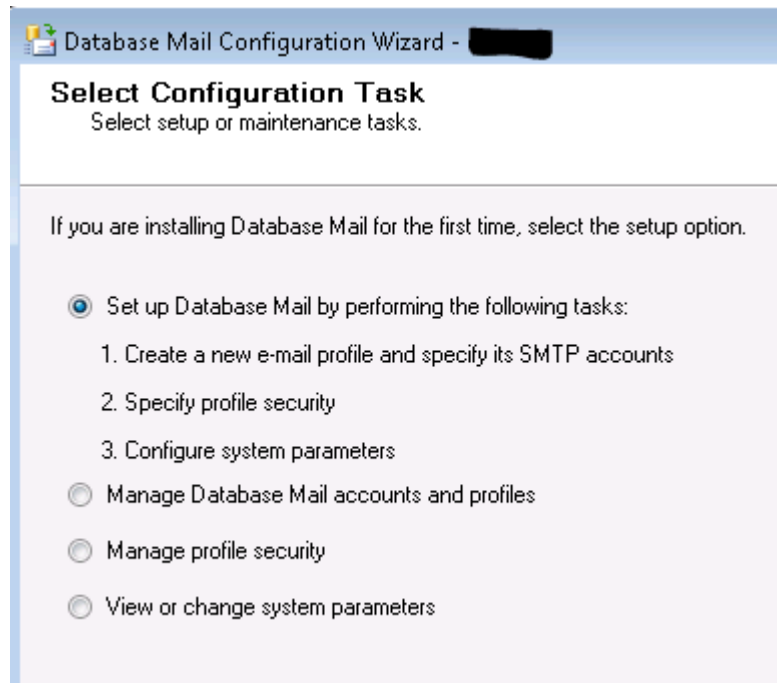 Database Mail Configuration Wizard -
Select Configuration Task
Select setup or maintenance tasks.
If you are installing Database Mail for the first time, select the setup option.
Set up Database Mail by performing the following tasks:
1. Create a new e-mail profile and specify its SMTP accounts
2. Specify profile security
3. Configure system parameters
Manage Database Mail accounts and profiles
Manage profile security
View or change system parameters